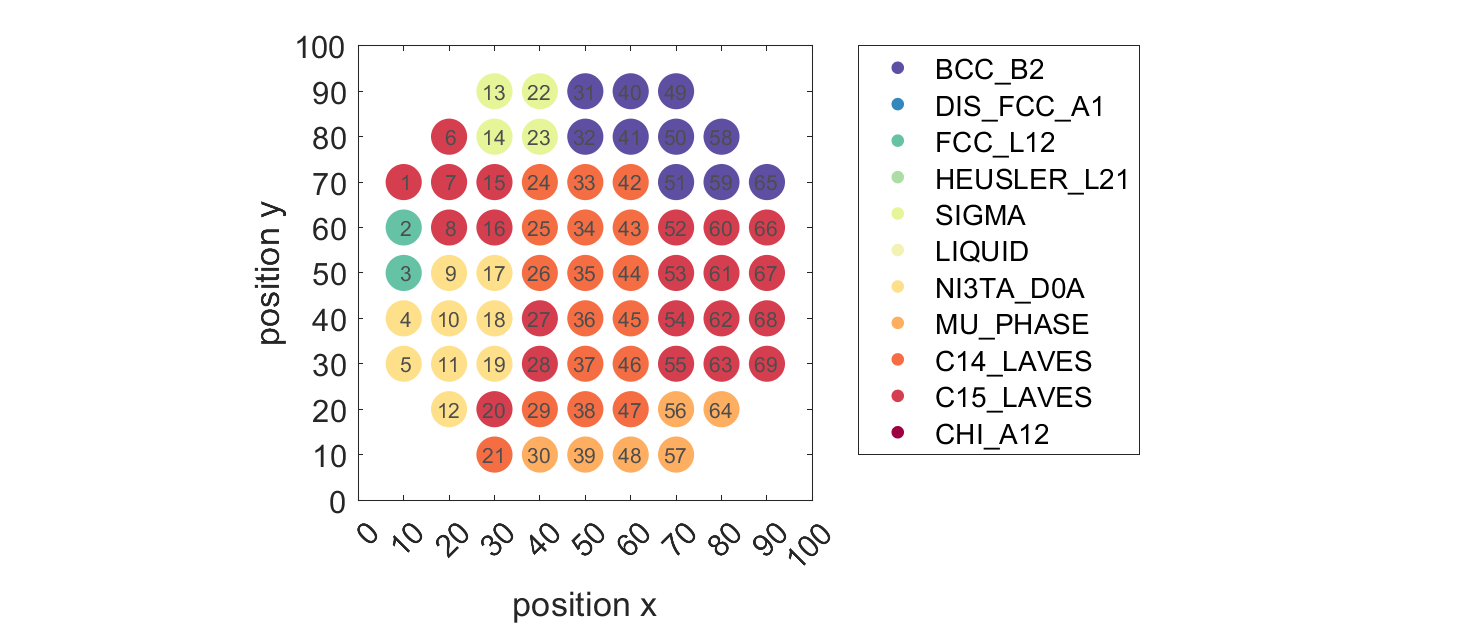 100
90
80
70
60
50
40
30
20
10
0
position y
13 22 31 40 49
6 14 23 32 41 50 58
1 7 15 24 33 42 51 59 65
2 8 16 25 34 43 52 60 66
3 9 17 26 35 44 53 61 67
4 10 18 27 36 45 54 62 68
5 11 19 28 37 46 55 63 69
12 20 29 38 47 56 64
21 30 39 48 57
0 10 20 30 40 50 60 70 80 90 100
position x
BCC_B2
DIS_FCC_A1
FCC_L12
HEUSLER_L21
SIGMA
LIQUID
NI3TA_D0A
MU_PHASE
C14_LAVES
C15_LAVES
CHI_A12